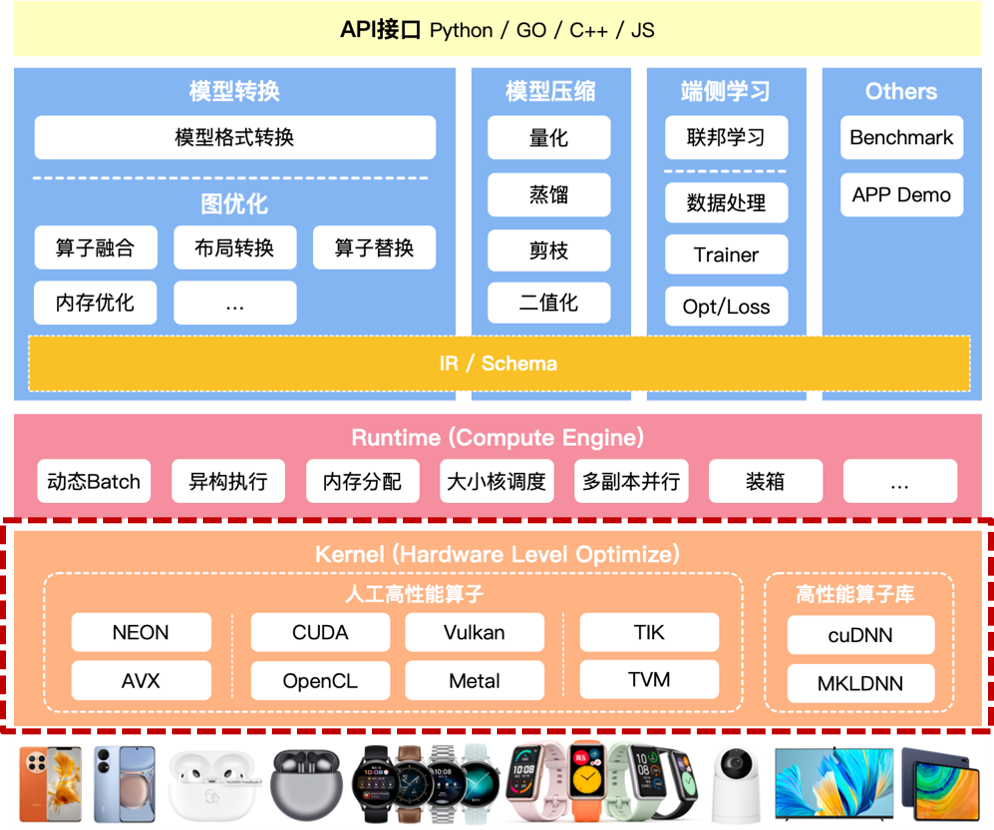 API接口 Python / GO / C++ / JS
模型转换
模型格式转换
图优化
算子融合
布局转换
算子替换
内存优化
...
模型压缩
量化
蒸馏
剪枝
二值化
端侧学习
联邦学习
数据处理
Trainer
Opt/Loss
Others
Benchmark
APP Demo
IR / Schema
Runtime (Compute Engine)
动态Batch
异构执行
内存分配
大小核调度
多副本并行
装箱
...
Kernel (Hardware Level Optimize)
人工高性能算子
NEON
CUDA
Vulkan
TIK
AVX
OpenCL
Metal
TVM
高性能算子库
cuDNN
MKLDNN